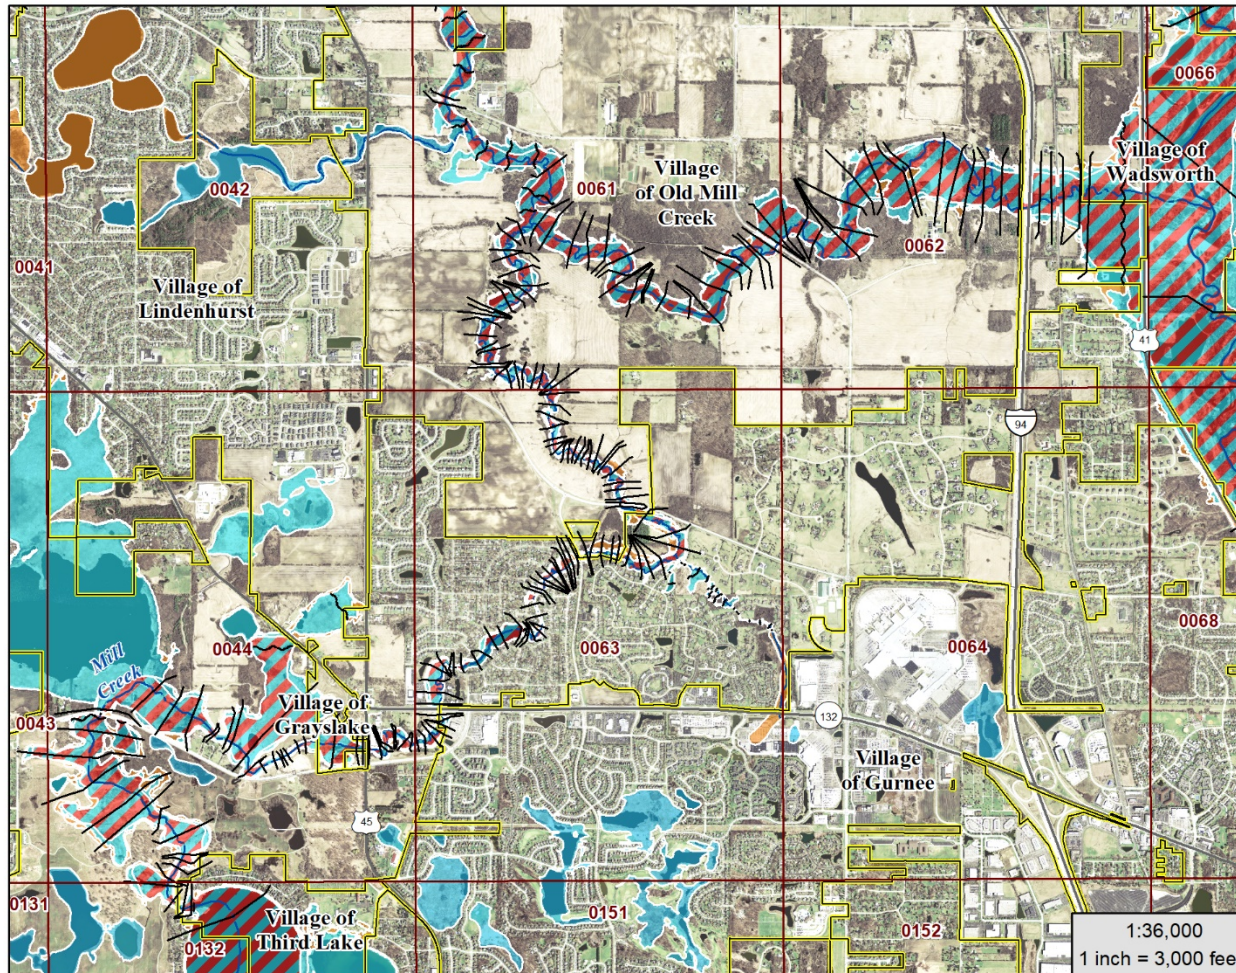 0066
Village of
Wadsworth
Village
of Old Mill
Creek
0061
0042
0062
0041
Village of
Lindenhurst
41
94
0068
0063
0064
0044
Mill
Creek
Village of
Grayslake
0043
132
Village
of Gurnee
45
0131
0151
Village of
Third Lake
0132
0152
1:36,000
1 inch = 3,000 fee